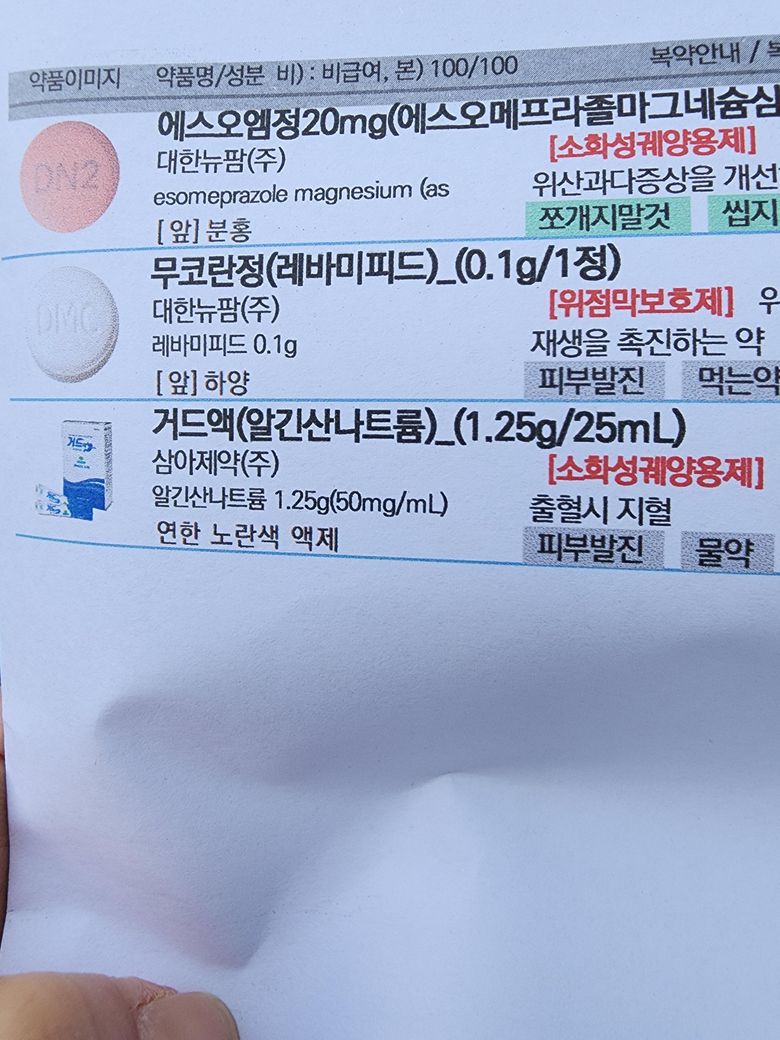 약품이미지 약품명/성분 비) : 비급여, 본) 100/100 복약안내 /
에스오엠정20mg(에스오메프라졸마그네슘삼
DN2 대한뉴팜(주) [소화성궤양용제]
esomeprazole magnesium (as 위산과다증상을 개선
[앞] 분홍 쪼개지말것 씹지
무코란정(레바미피드)_(0.1g/1정)
DMC 대한뉴팜(주) [위점막보호제] 위
레바미피드 0.1g 재생을 촉진하는 약
[앞] 하양 피부발진 먹는약
거드액(알긴산나트륨)_(1.25g/25mL)
거드액 삼아제약(주) [소화성궤양용제]
알긴산나트륨 1.25g(50mg/mL) 출혈시 지혈
연한 노란색 액제 피부발진 물약